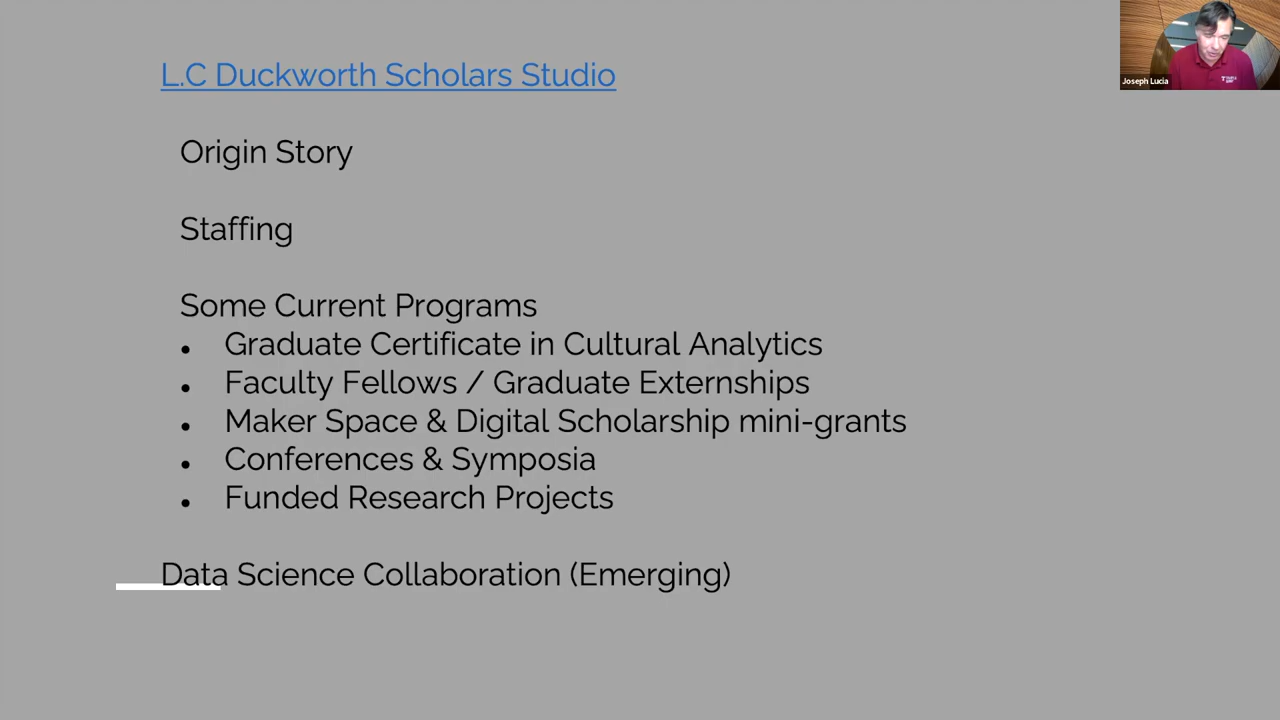 L.C Duckworth Scholars Studio
Joseph Lucia
Origin Story
Staffing
Some Current Programs
• Graduate Certificate in Cultural Analytics
• Faculty Fellows / Graduate Externships
• Maker Space & Digital Scholarship mini-grants
• Conferences & Symposia
• Funded Research Projects
Data Science Collaboration (Emerging)